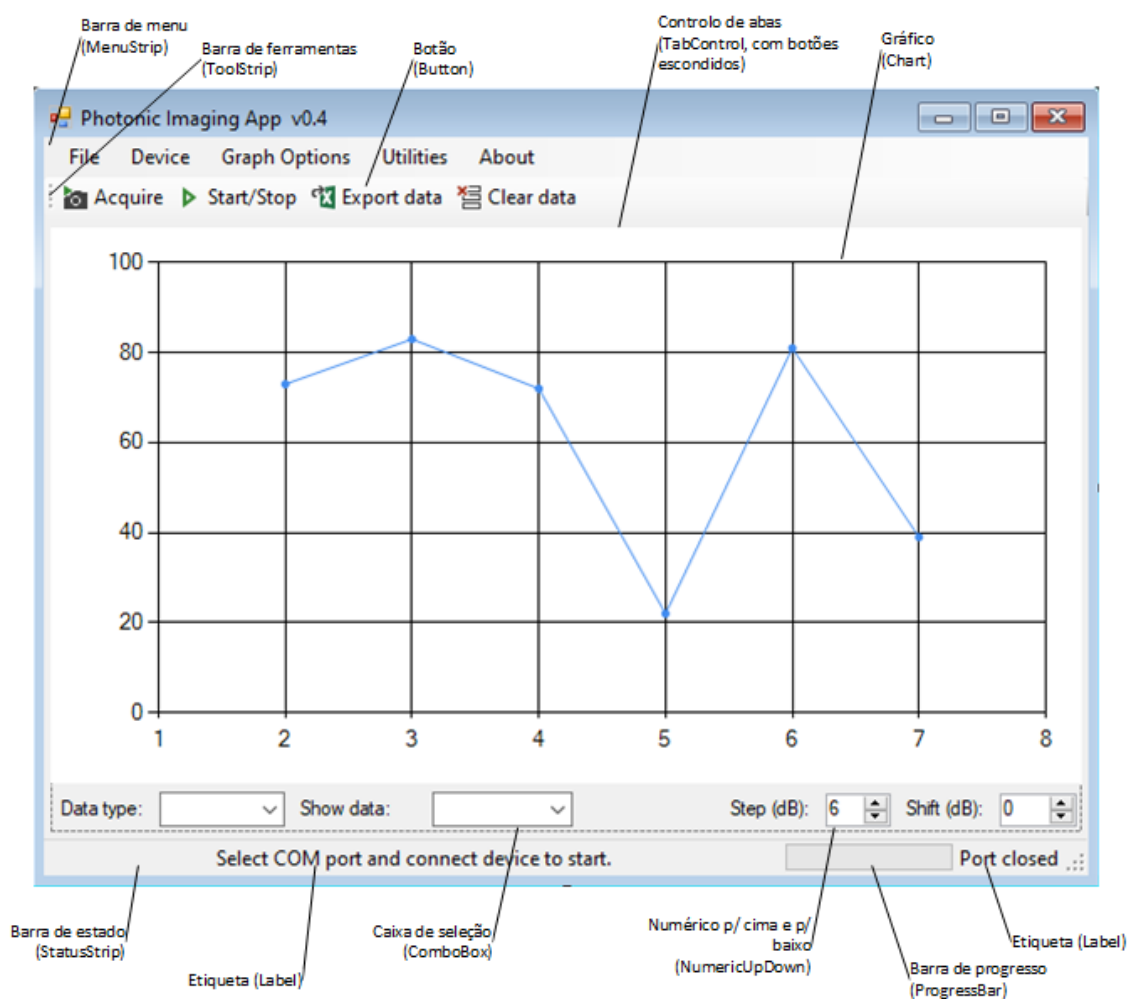 Barra de menu
(MenuStrip)
Barra de ferramentas
(ToolStrip)
Botão
(Button)
Controlo de abas
(TabControl, com botões
escondidos)
Gráfico
(Chart)
Photonic Imaging App v0.4
File Device Graph Options Utilities About
Acquire Start/Stop Export data Clear data
100
80
60
40
20
0
1 2 3 4 5 6 7 8
Data type: Show data: Step (dB): 6 Shift (dB): 0
Select COM port and connect device to start. Port closed
Barra de estado
(StatusStrip)
Etiqueta (Label)
Caixa de seleção
(ComboBox)
Numérico p/ cima e p/
baixo
(NumericUpDown)
Barra de progresso
(ProgressBar)
Etiqueta (Label)